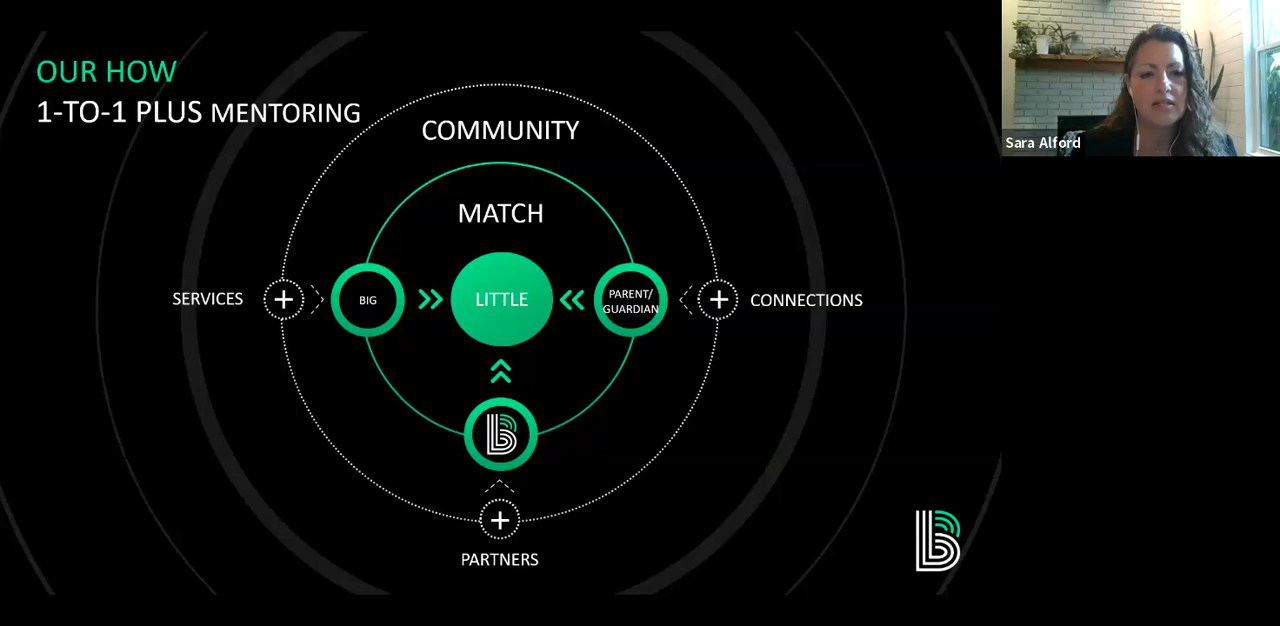 OUR HOW
1-TO-1 PLUS MENTORING
COMMUNITY
MATCH
SERVICES
BIG
LITTLE
PARENT/
GUARDIAN
CONNECTIONS
PARTNERS
Sara Alford